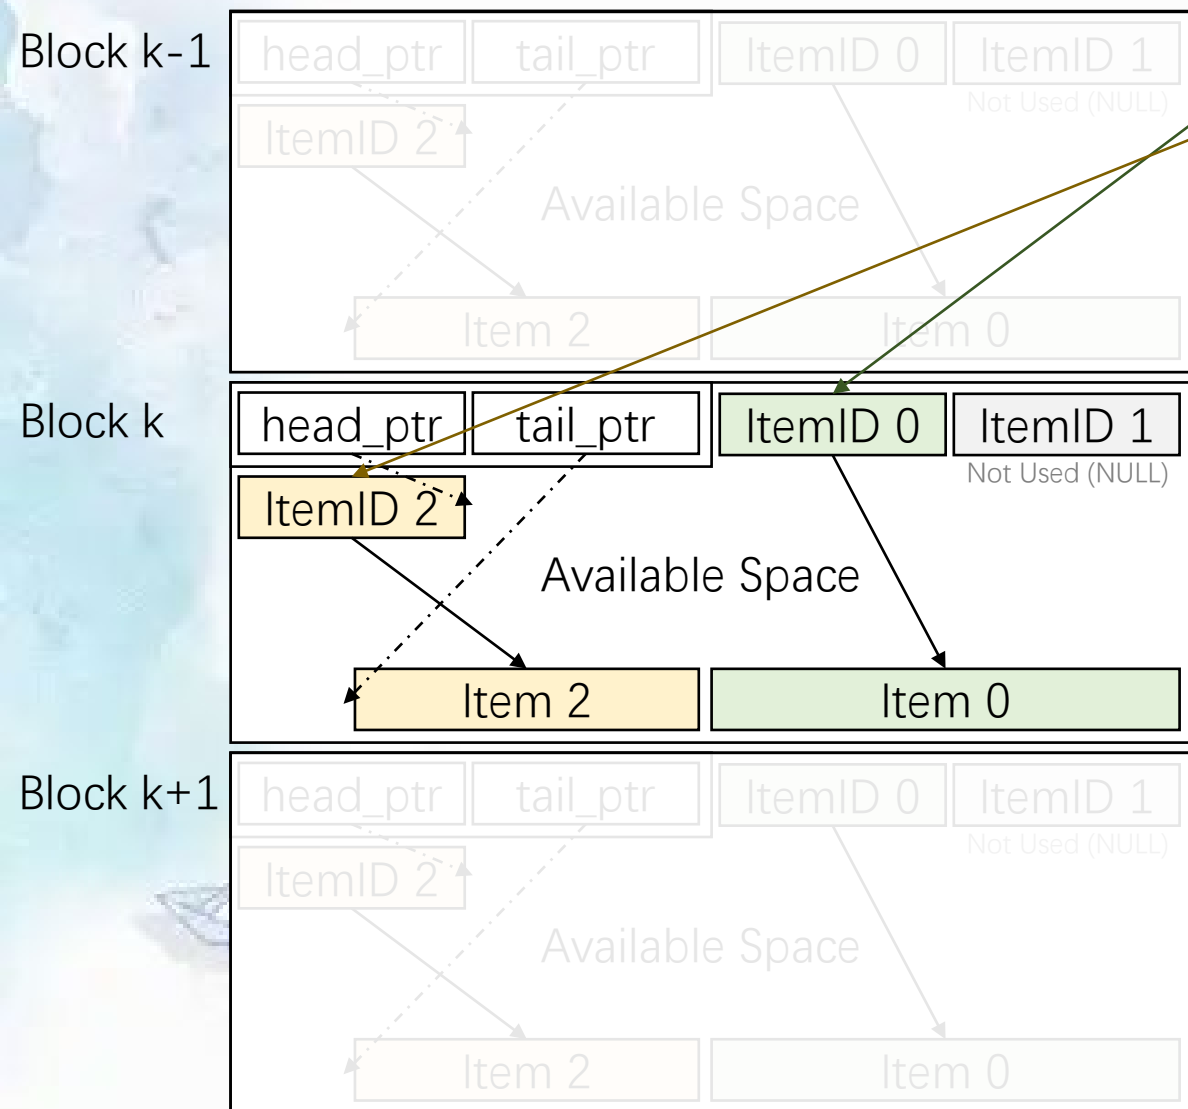 Block k-1 head_ptr tail_ptr ItemID 0 ItemID 1
Not Used (NULL)
ItemID 2
Available Space
Item 2 Item 0
Block k head_ptr tail_ptr ItemID 0 ItemID 1
Not Used (NULL)
ItemID 2
Available Space
Item 2 Item 0
Block k+1 head_ptr tail_ptr ItemID 0 ItemID 1
Not Used (NULL)
ItemID 2
Available Space
Item 2 Item 0